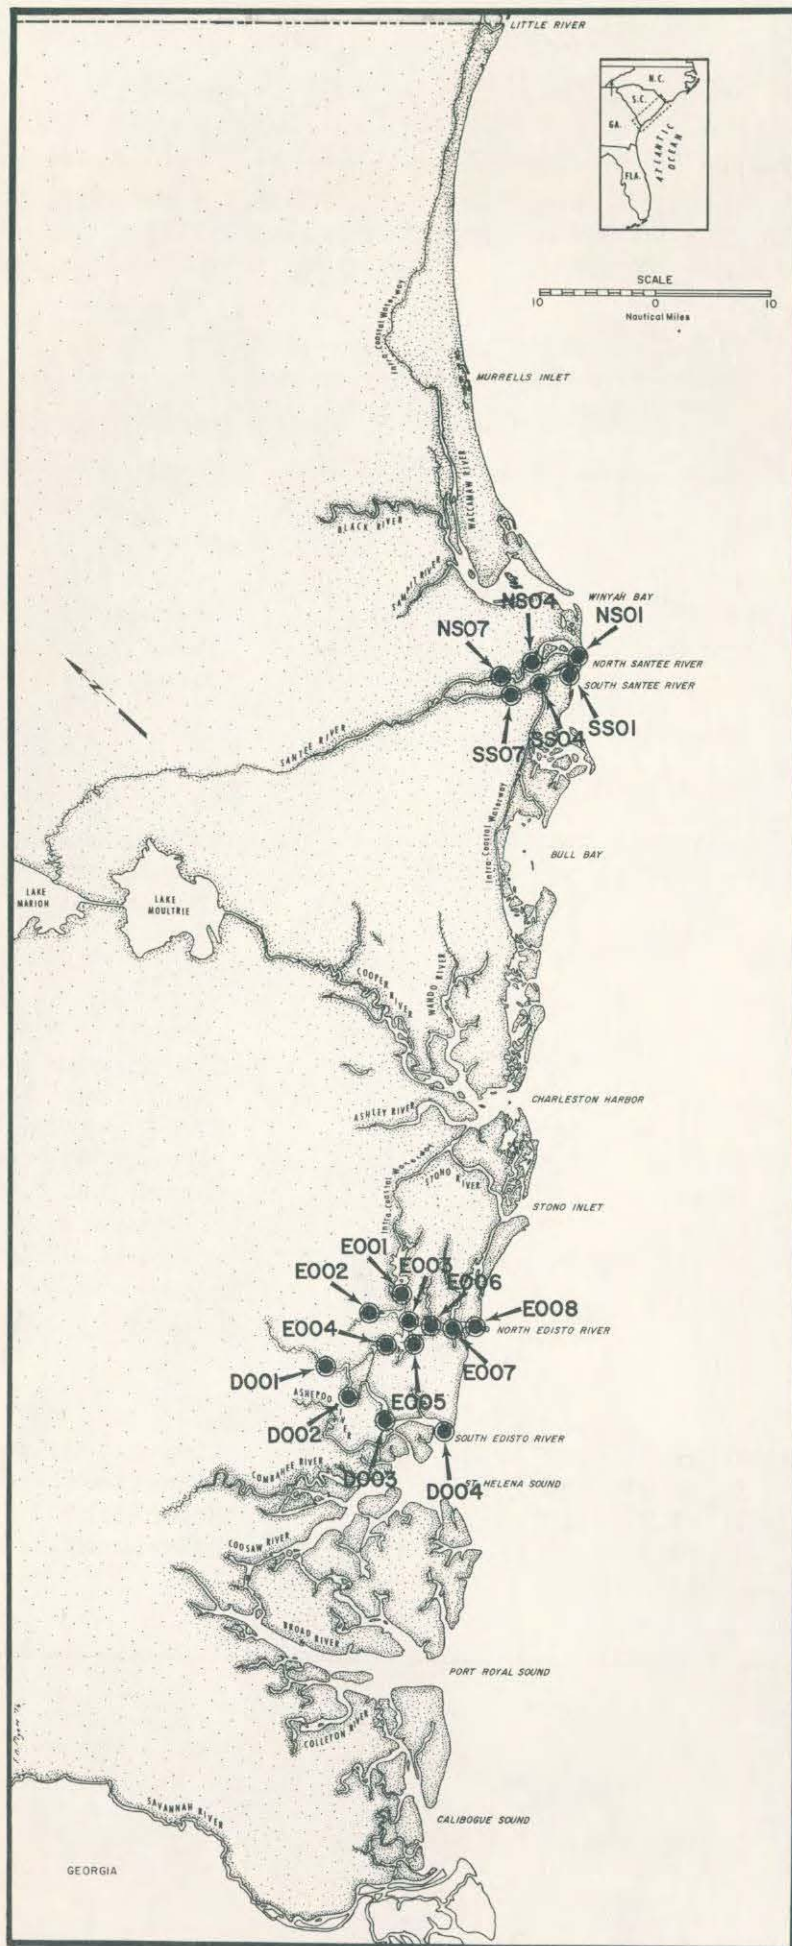 LITTLE RIVER
N.C.
S.C.
GA.
FLA.
ATLANTIC
OCEAN
SCALE
10 0 10
Nautical Miles
Intra Coastal Waterway
MURRELLS INLET
WACCAMAW RIVER
BLACK RIVER
SAMPIT RIVER
WINYAH BAY
NS04
NS01
NS07
NORTH SANTEE RIVER
SOUTH SANTEE RIVER
N
SS01
SS04
SS07
SANTEE RIVER
Intra Coastal Waterway
BULL BAY
LAKE
MARION
LAKE
MOULTRIE
COOPER RIVER
WANDO RIVER
CHARLESTON HARBOR
ASHLEY RIVER
Intra Coastal
STONO RIVER
STONO INLET
E001
E003
E002
E006
E008
NORTH EDISTO RIVER
E004
E007
D001
E005
ASHEPOO RIVER
D002
SOUTH EDISTO RIVER
D003
D004
ST. HELENA SOUND
COMBAHEE RIVER
COOSAW RIVER
BROAD RIVER
PORT ROYAL SOUND
COLLETON RIVER
SAVANNAH RIVER
CALIBOGUE SOUND
GEORGIA